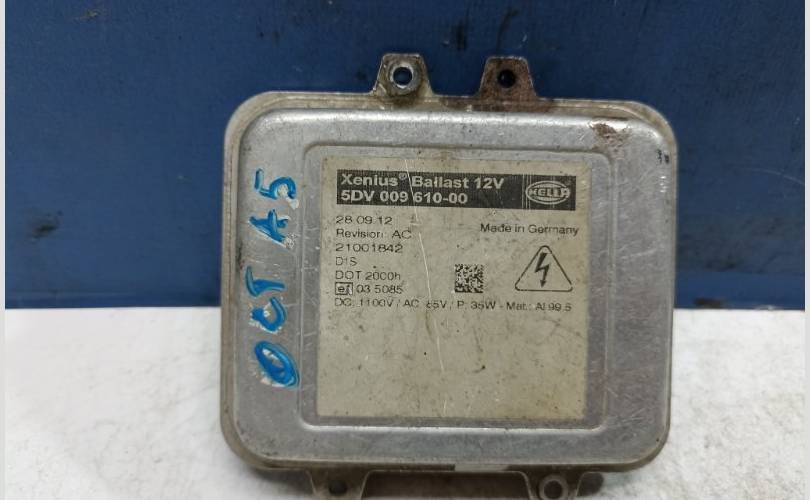 Xenius® Ballast 12V
5DV 009 610-00
HELLA
28.09.12
Made in Germany
Revision: AC
21001842
D1S
DOT 2000h
e1 03 5085
DC: 1100V / AC: 85V / P: 35W - Mat.: Al 99.5
OCT A5